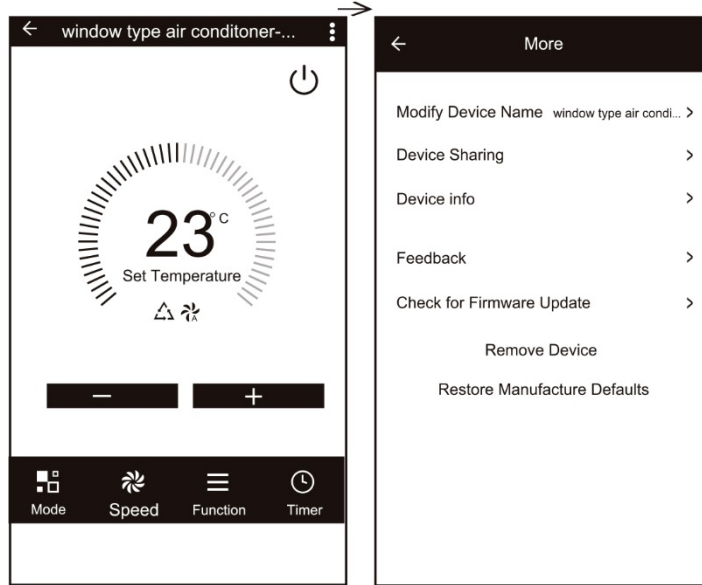 window type air conditoner-...
23°C
Set Temperature
A
Mode
Speed
Function
Timer
More
Modify Device Name window type air condi...
Device Sharing
Device info
Feedback
Check for Firmware Update
Remove Device
Restore Manufacture Defaults